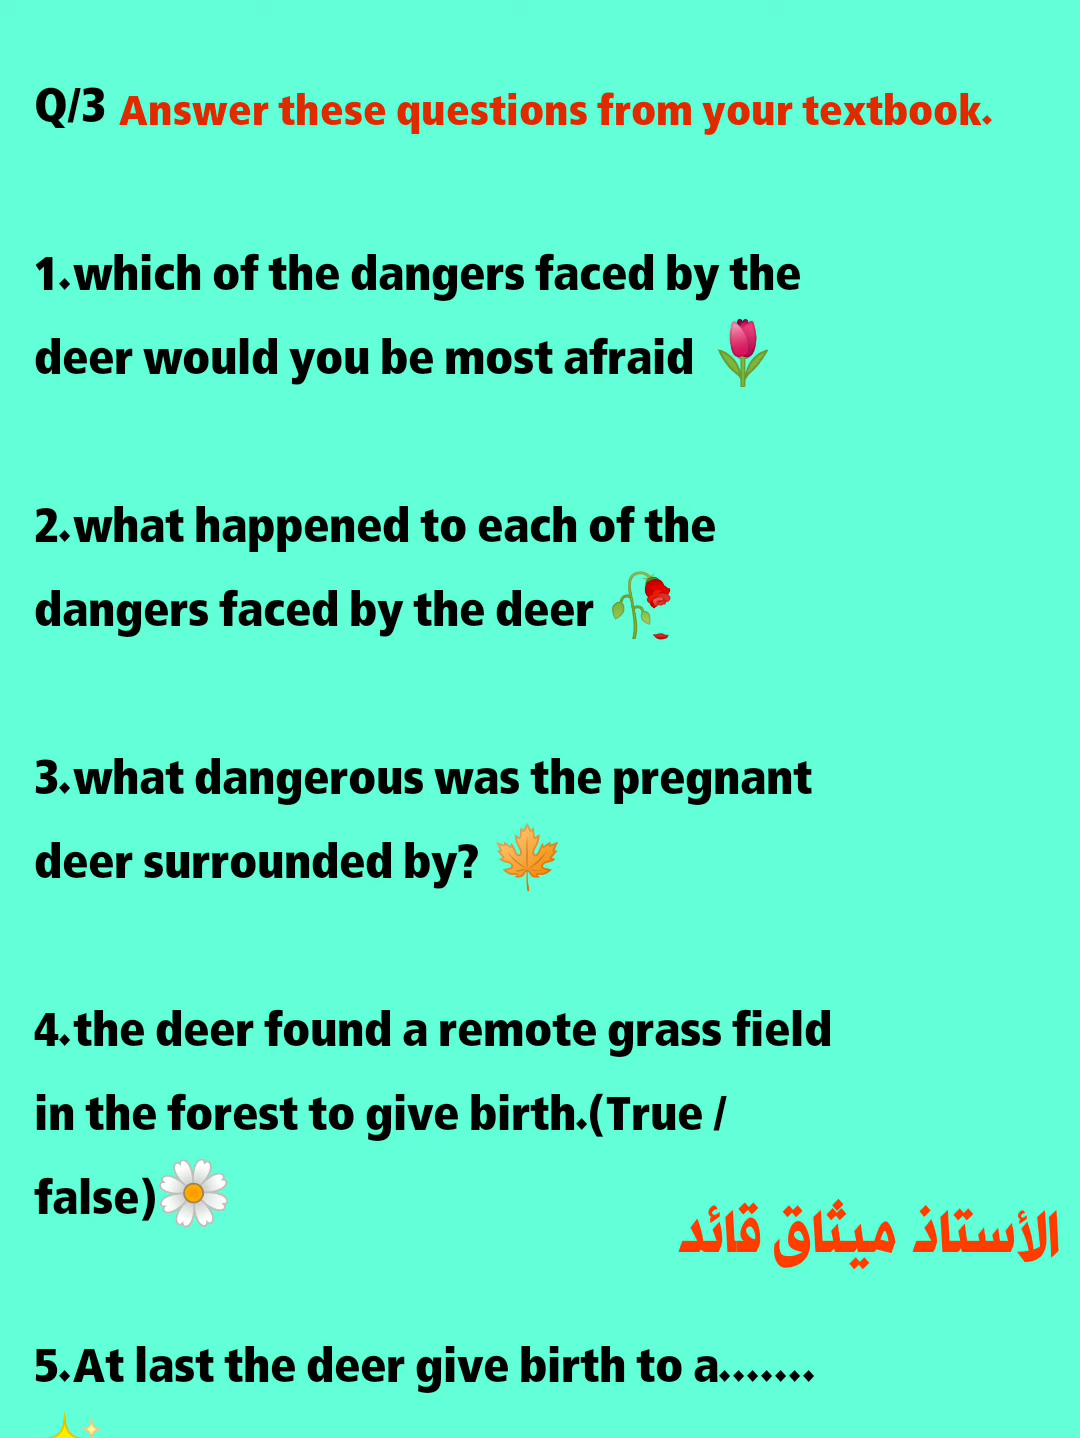 Q/3 Answer these questions from your textbook.
1.which of the dangers faced by the
deer would you be most afraid 🌷
2.what happened to each of the
dangers faced by the deer 🥀
3.what dangerous was the pregnant
deer surrounded by? 🍁
4.the deer found a remote grass field
in the forest to give birth.(True /
false)🌼
الأستاذ ميثاق قائد
5.At last the deer give birth to a.......
✨